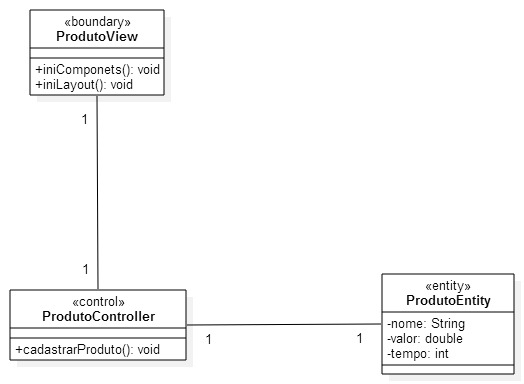 «boundary»
ProdutoView
+iniComponets(): void
+iniLayout(): void
1
1
«control»
ProdutoController
+cadastrarProduto(): void
1
1
«entity»
ProdutoEntity
-nome: String
-valor: double
-tempo: int